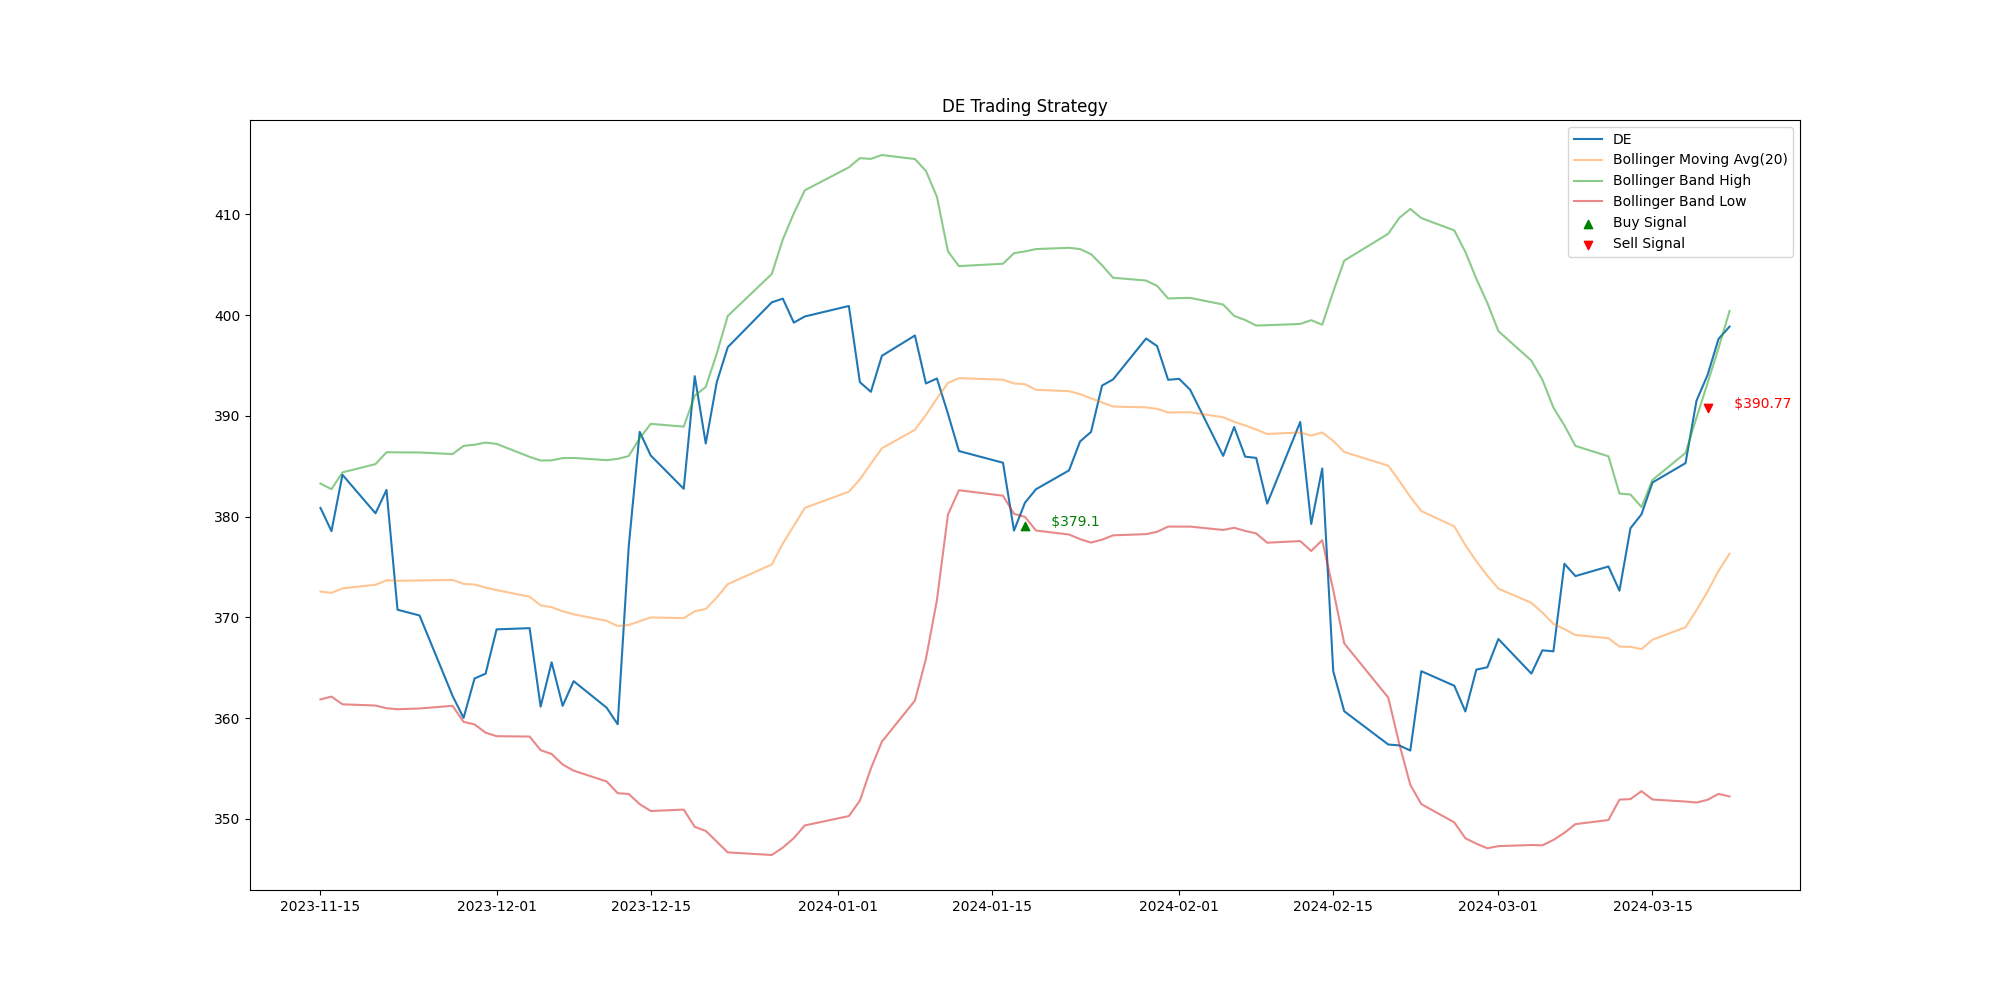 DE Trading Strategy
DE
Bollinger Moving Avg(20)
Bollinger Band High
Bollinger Band Low
Buy Signal
Sell Signal
410
400
390
380
370
360
350
$390.77
$379.1
2023-11-15
2023-12-01
2023-12-15
2024-01-01
2024-01-15
2024-02-01
2024-02-15
2024-03-01
2024-03-15